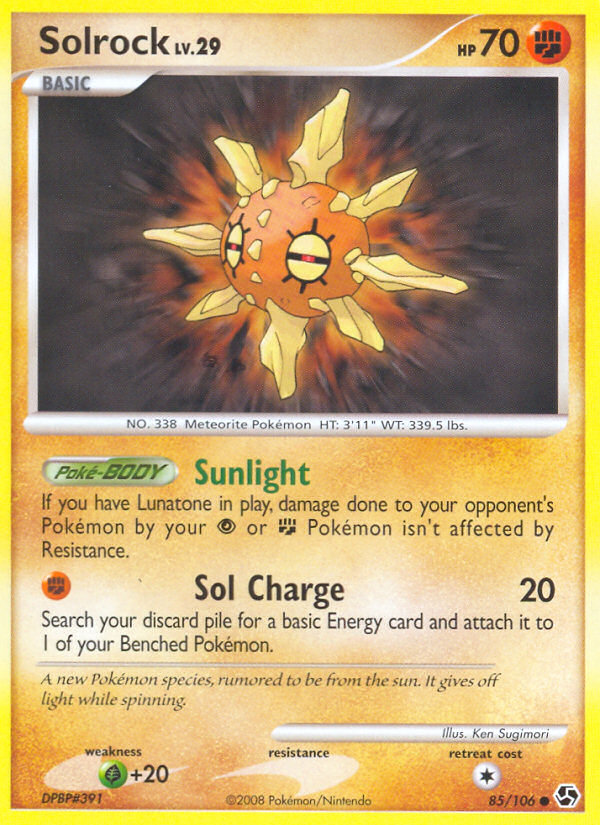 Solrock LV.29
HP 70
BASIC
NO. 338 Meteorite Pokémon HT: 3'11" WT: 339.5 lbs.
Poké-BODY Sunlight
If you have Lunatone in play, damage done to your opponent's
Pokémon by your or Pokémon isn't affected by
Resistance.
Sol Charge 20
Search your discard pile for a basic Energy card and attach it to
1 of your Benched Pokémon.
A new Pokémon species, rumored to be from the sun. It gives off
light while spinning.
Illus. Ken Sugimori
weakness resistance retreat cost
+20
DPBP#391 ©2008 Pokémon/Nintendo 85/106